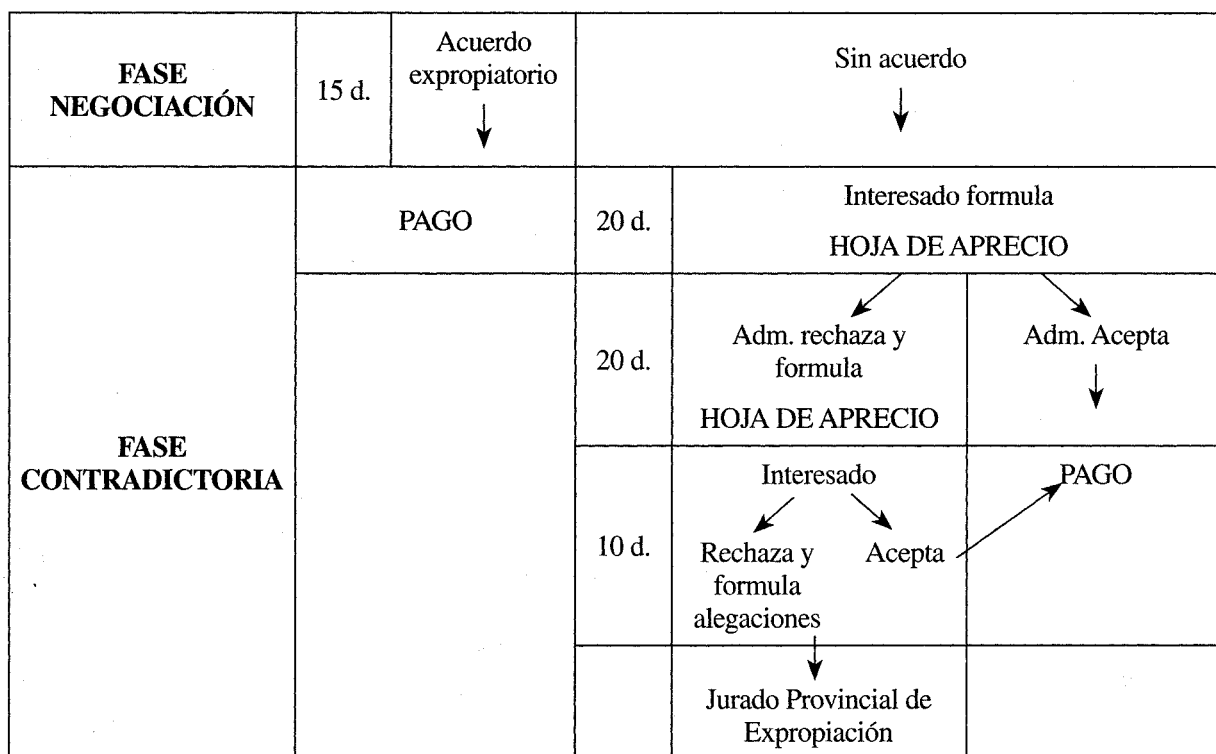 FASE
NEGOCIACIÓN
15 d.
Acuerdo
expropiatorio
Sin acuerdo
FASE
CONTRADICTORIA
PAGO
20 d.
Interesado formula
HOJA DE APRECIO
20 d.
Adm. rechaza y
formula
HOJA DE APRECIO
Adm. Acepta
10 d.
Interesado
Rechaza y
formula
alegaciones
Acepta
PAGO
Jurado Provincial de
Expropiación